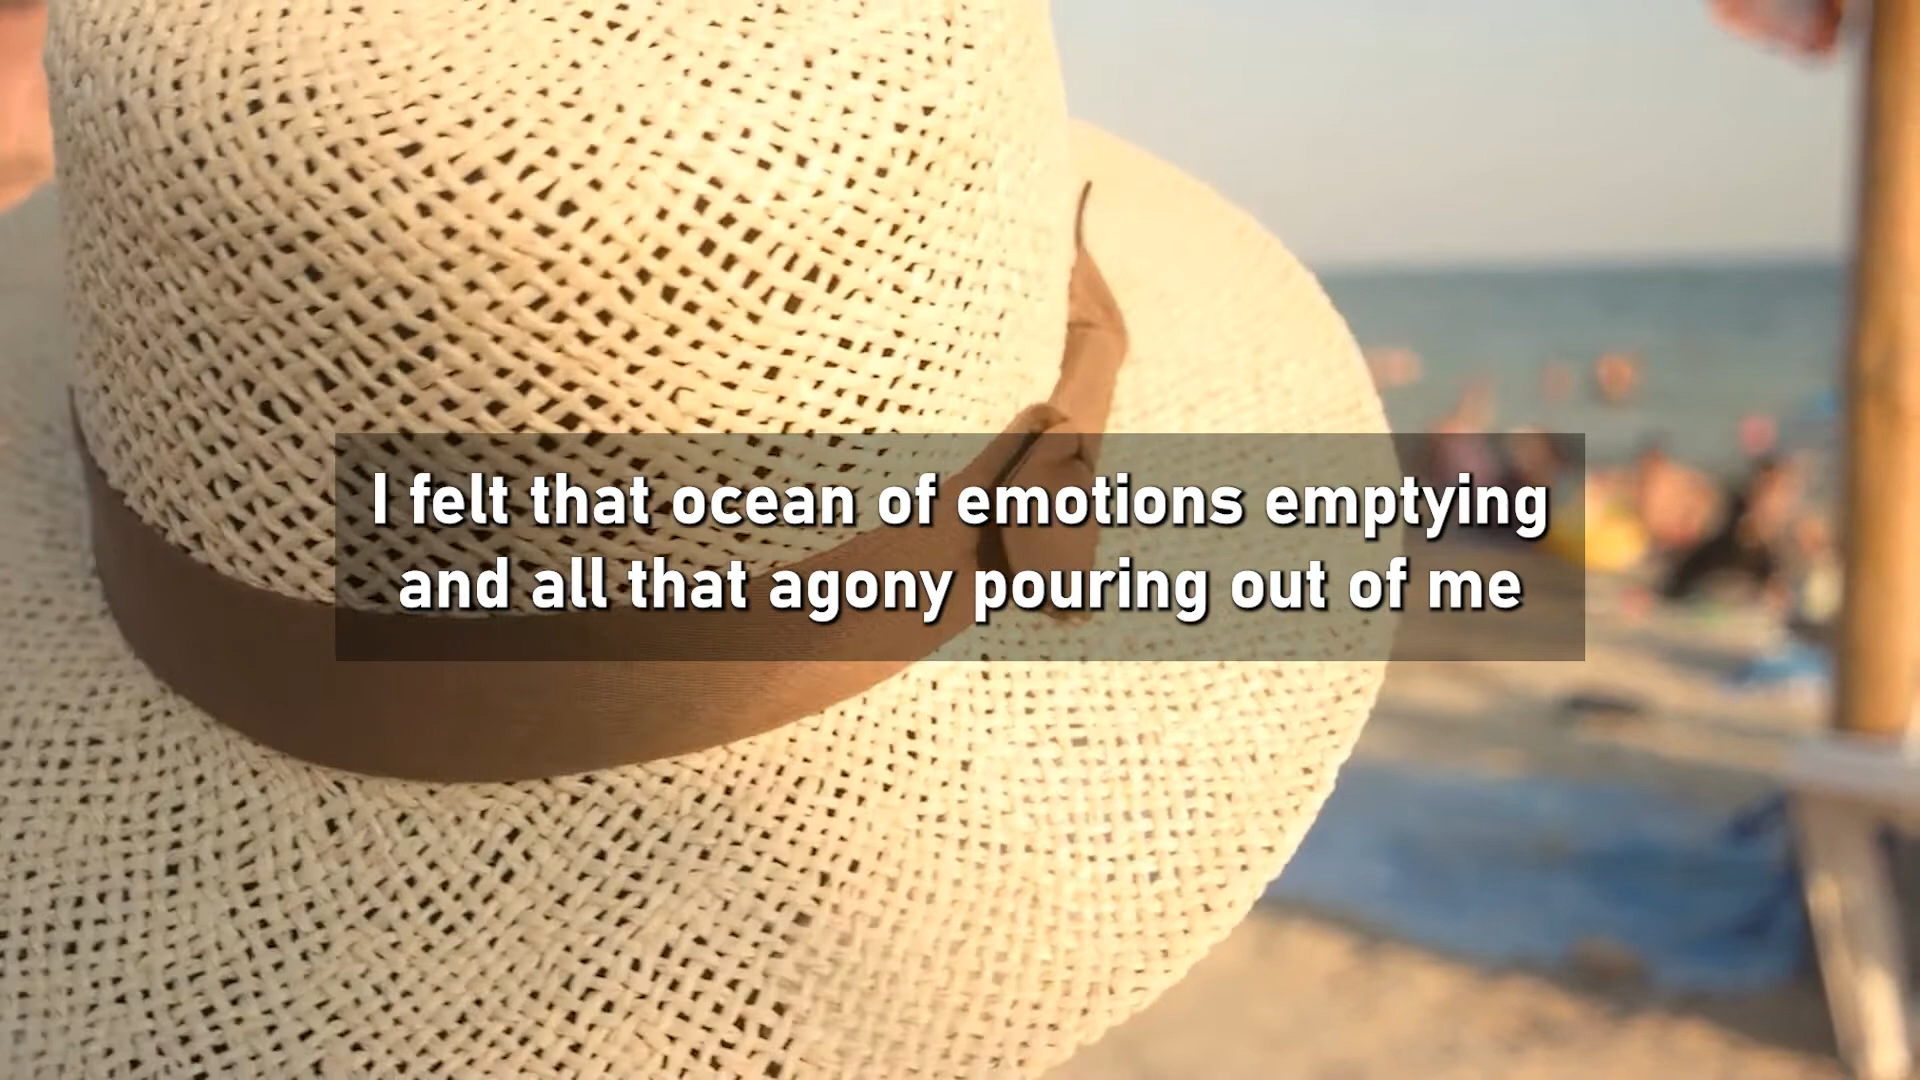 I felt that ocean of emotions emptying
and all that agony pouring out of me